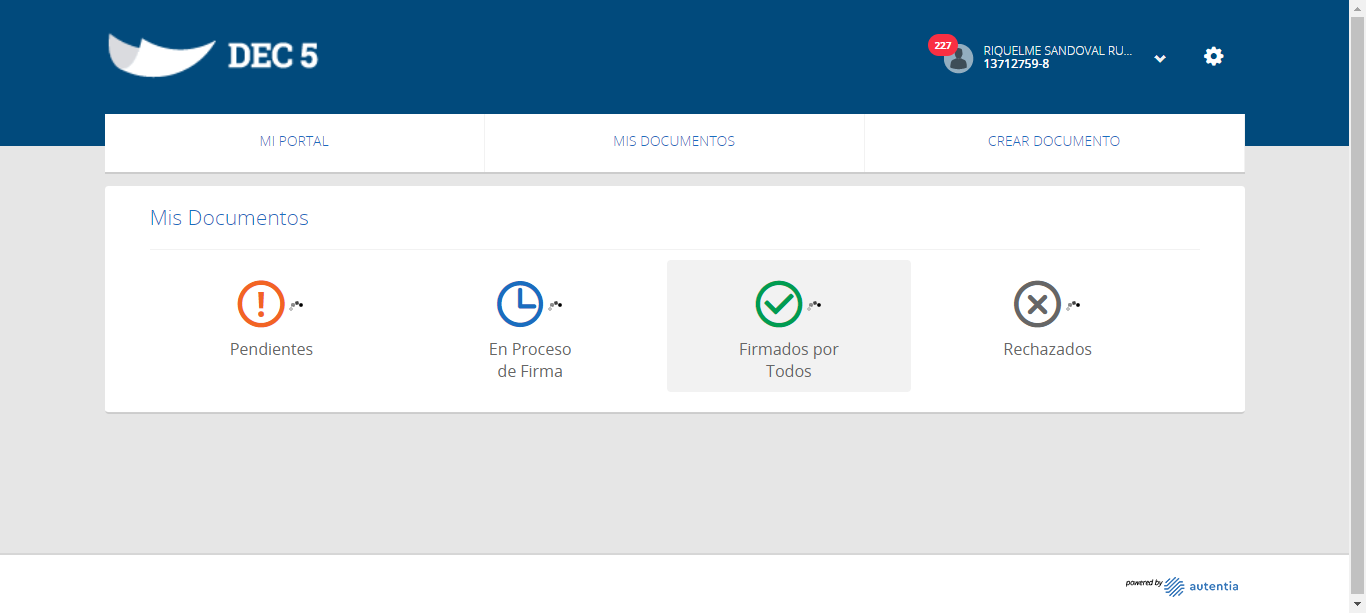 DEC 5
227
RIQUELME SANDOVAL RU...
13712759-8
MI PORTAL
MIS DOCUMENTOS
CREAR DOCUMENTO
Mis Documentos
Pendientes
En Proceso
de Firma
Firmados por
Todos
Rechazados
powered by autentia